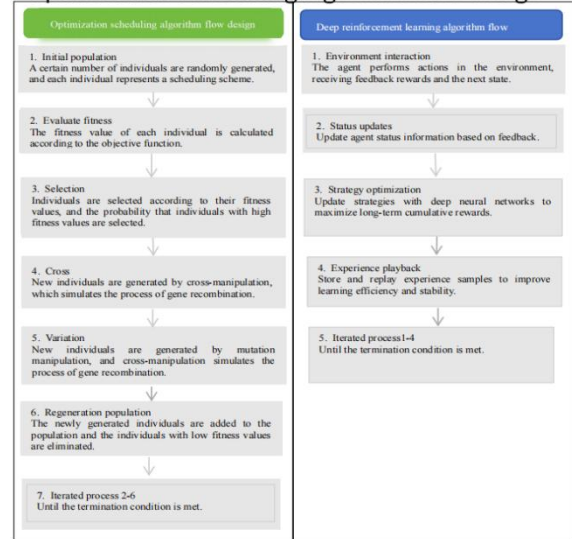 Optimization scheduling algorithm flow design
1. Initial population
A certain number of individuals are randomly generated,
and each individual represents a scheduling scheme.
2. Evaluate fitness
The fitness value of each individual is calculated
according to the objective function.
3. Selection
Individuals are selected according to their fitness
values, and the probability that individuals with high
fitness values are selected.
4. Cross
New individuals are generated by cross-manipulation,
which simulates the process of gene recombination.
5. Variation
New individuals are generated by mutation
manipulation, and cross-manipulation simulates the
process of gene recombination.
6. Regeneration population
The newly generated individuals are added to the
population and the individuals with low fitness values
are eliminated.
7. Iterated process 2-6
Until the termination condition is met.
Deep reinforcement learning algorithm flow
1. Environment interaction
The agent performs actions in the environment,
receiving feedback rewards and the next state.
2. Status updates
Update agent status information based on feedback.
3. Strategy optimization
Update strategies with deep neural networks to
maximize long-term cumulative rewards.
4. Experience playback
Store and replay experience samples to improve
learning efficiency and stability.
5. Iterated process1-4
Until the termination condition is met.